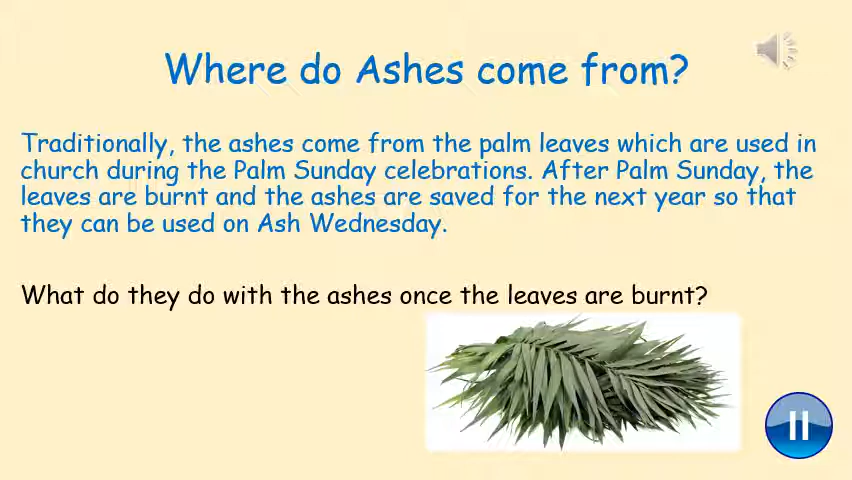 Where do Ashes come from?
Traditionally, the ashes come from the palm leaves which are used in
church during the Palm Sunday celebrations. After Palm Sunday, the
leaves are burnt and the ashes are saved for the next year so that
they can be used on Ash Wednesday.
What do they do with the ashes once the leaves are burnt?